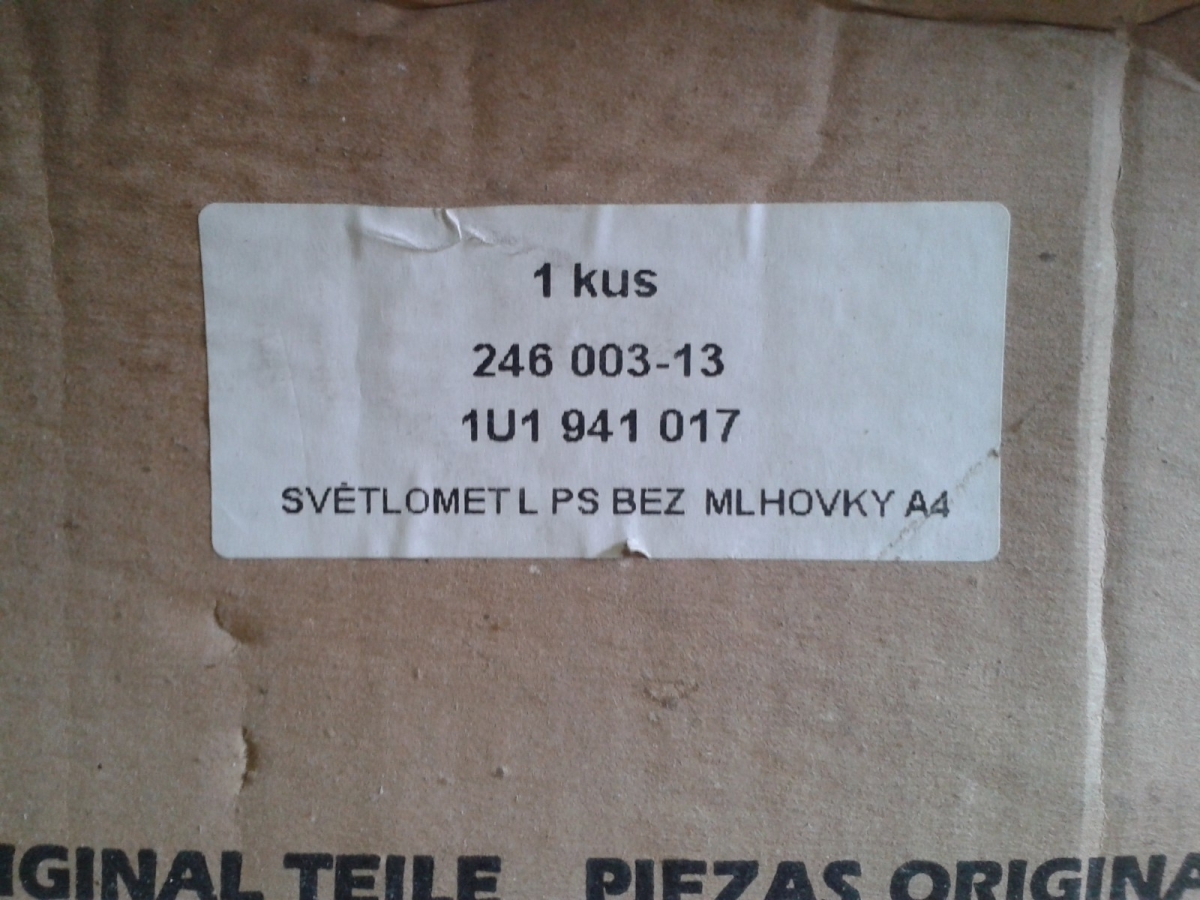 1 kus
246 003-13
1U1 941 017
SVĚTLOMET L PS BEZ MLHOVKY A4
IGINAL TEILE PIEZAS ORIGINA